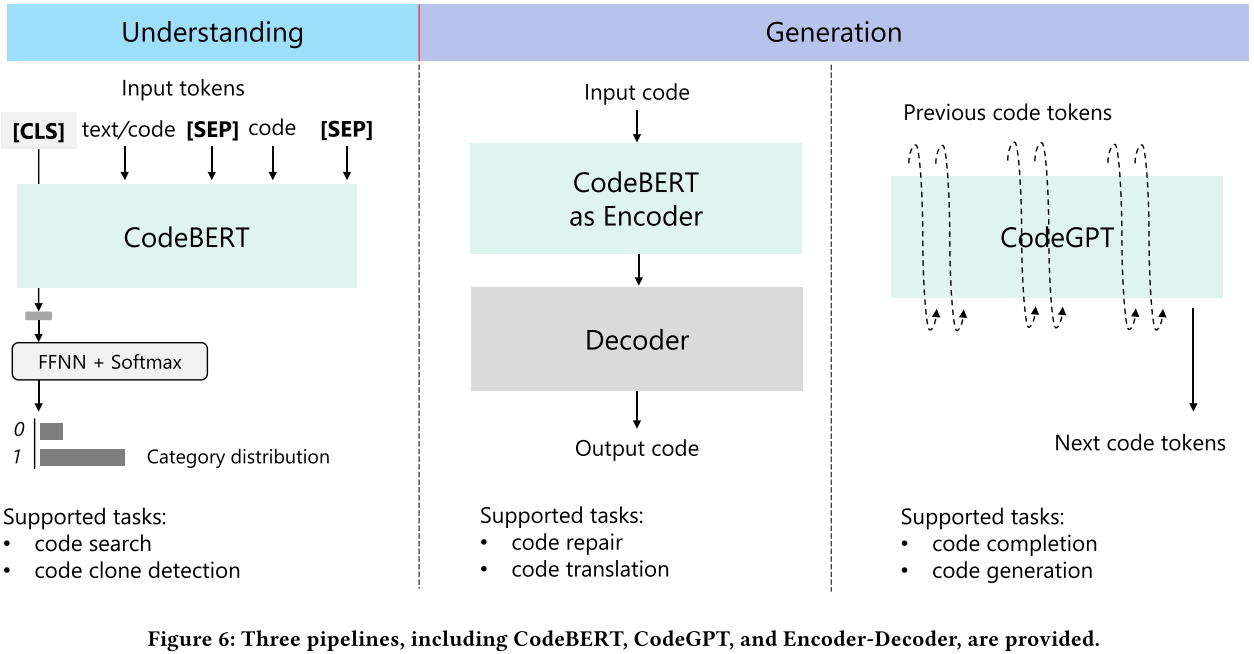 Understanding
Generation
Input tokens
[CLS] text/code [SEP] code [SEP]
CodeBERT
FFNN + Softmax
0
1 Category distribution
Supported tasks:
• code search
• code clone detection
Input code
CodeBERT
as Encoder
Decoder
Output code
Supported tasks:
• code repair
• code translation
Previous code tokens
CodeGPT
Next code tokens
Supported tasks:
• code completion
• code generation
Figure 6: Three pipelines, including CodeBERT, CodeGPT, and Encoder-Decoder, are provided.